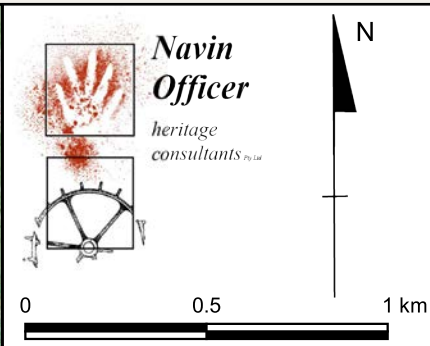 Navin
Officer
heritage
consultants Pty Ltd
N
0 0.5 1 km